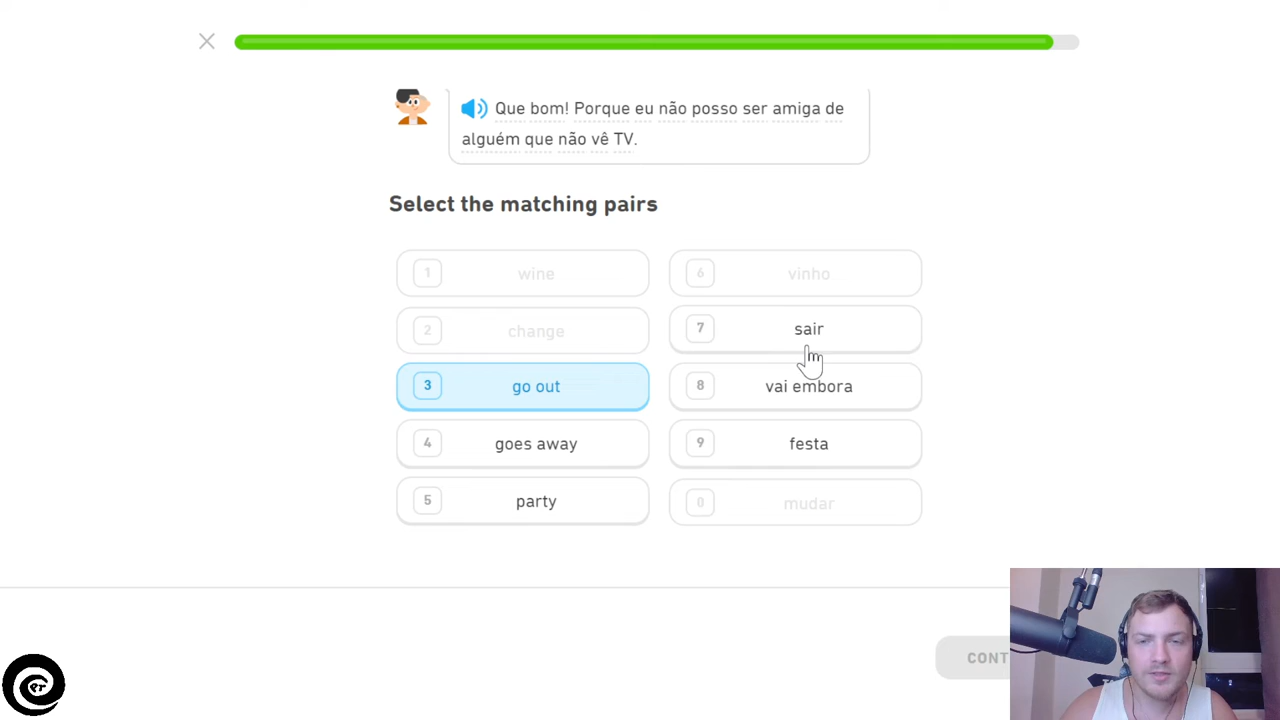 Que bom! Porque eu não posso ser amiga de
alguém que não vê TV.
Select the matching pairs
1 wine
6 vinho
2 change
7 sair
3 go out
8 vai embora
4 goes away
9 festa
5 party
0 mudar
CONT